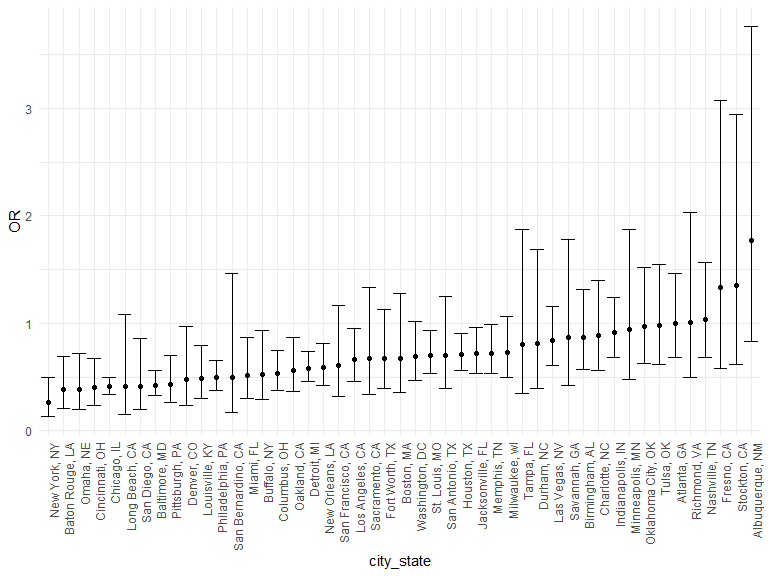 OR
3
2
1
0
New York, NY
Baton Rouge, LA
Omaha, NE
Cincinnati, OH
Chicago, IL
Long Beach, CA
San Diego, CA
Baltimore, MD
Pittsburgh, PA
Denver, CO
Louisville, KY
Philadelphia, PA
San Bernardino, CA
Miami, FL
Buffalo, NY
Columbus, OH
Oakland, CA
Detroit, MI
New Orleans, LA
San Francisco, CA
Los Angeles, CA
Sacramento, CA
Fort Worth, TX
Boston, MA
Washington, DC
St. Louis, MO
San Antonio, TX
Houston, TX
Jacksonville, FL
Memphis, TN
Milwaukee, wI
Tampa, FL
Durham, NC
Las Vegas, NV
Savannah, GA
Birmingham, AL
Charlotte, NC
Indianapolis, IN
Minneapolis, MN
Oklahoma City, OK
Tulsa, OK
Atlanta, GA
Richmond, VA
Nashville, TN
Fresno, CA
Stockton, CA
Albuquerque, NM
city_state